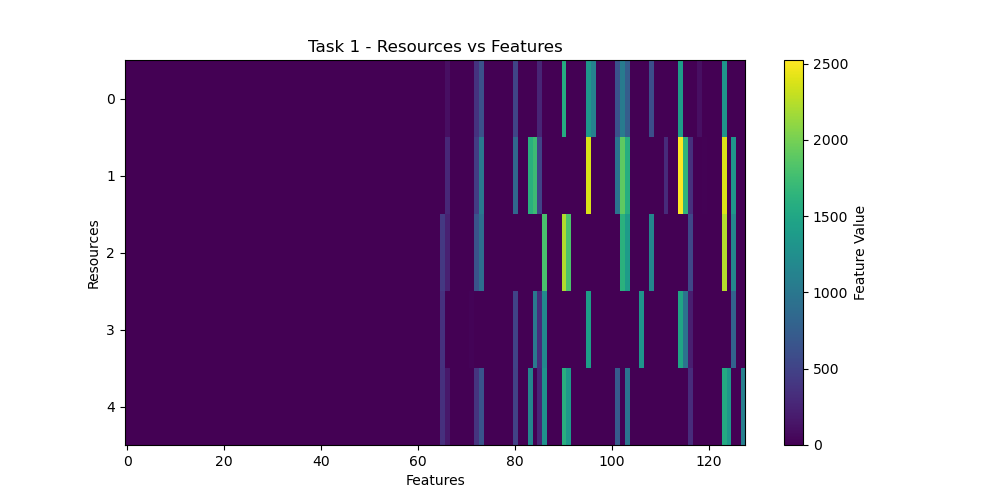 Task 1 - Resources vs Features
Resources
0
1
2
3
4
0 20 40 60 80 100 120
Features
2500
2000
1500
1000
500
0
Feature Value